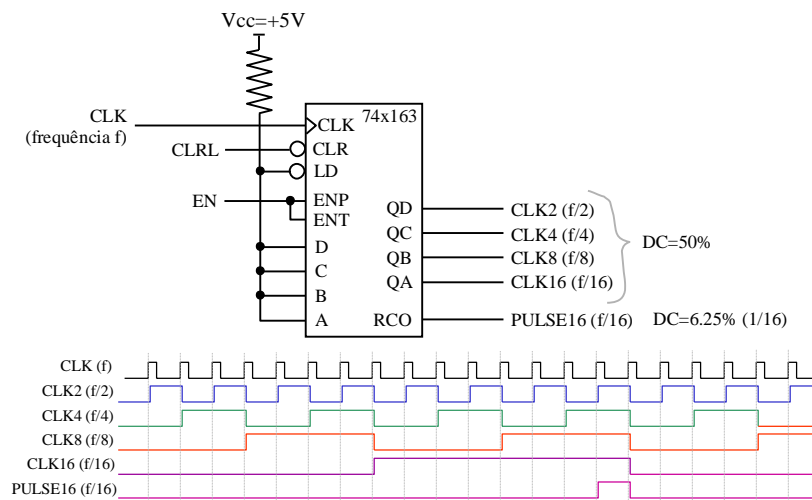 Vcc=+5V
74x163
CLK
(frequência f)
CLK
CLRL
CLR
LD
EN
ENP
ENT
D
C
B
A
QD
QC
QB
QA
RCO
CLK2 (f/2)
CLK4 (f/4)
CLK8 (f/8)
CLK16 (f/16)
DC=50%
PULSE16 (f/16)
DC=6.25% (1/16)
CLK (f)
CLK2 (f/2)
CLK4 (f/4)
CLK8 (f/8)
CLK16 (f/16)
PULSE16 (f/16)